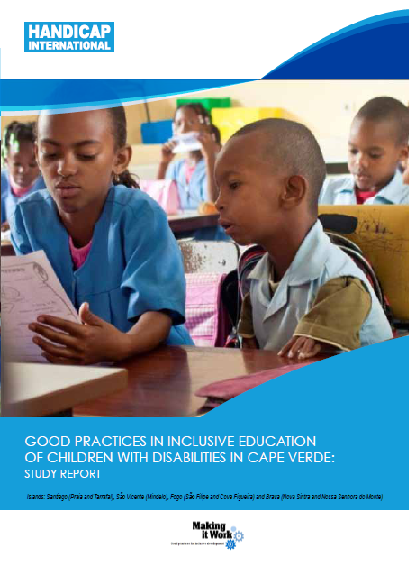 HANDICAP
INTERNATIONAL
GOOD PRACTICES IN INCLUSIVE EDUCATION
OF CHILDREN WITH DISABILITIES IN CAPE VERDE:
STUDY REPORT
Islands: Santiago (Praia and Tarrafal), São Vicente (Mindelo), Fogo (São Filipe and Cova Figueira) and Brava (Nova Sintra and Nossa Senhora do Monte)
Making
it Work